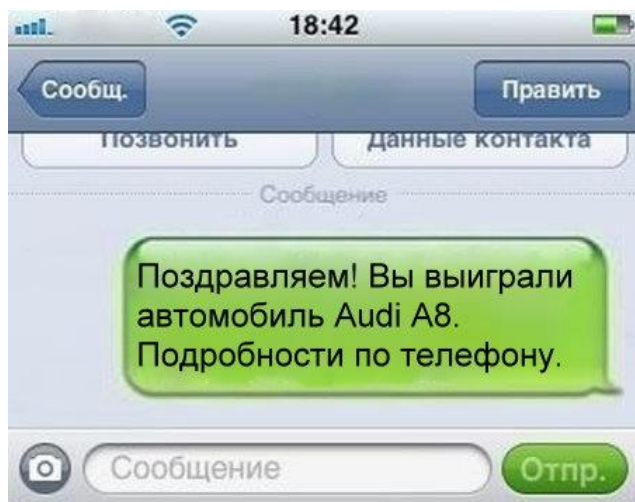 18:42
Сообщ. Править
Позвонить Данные контакта
Сообщение
Поздравляем! Вы выиграли
автомобиль Audi A8.
Подробности по телефону.
Сообщение Отпр.